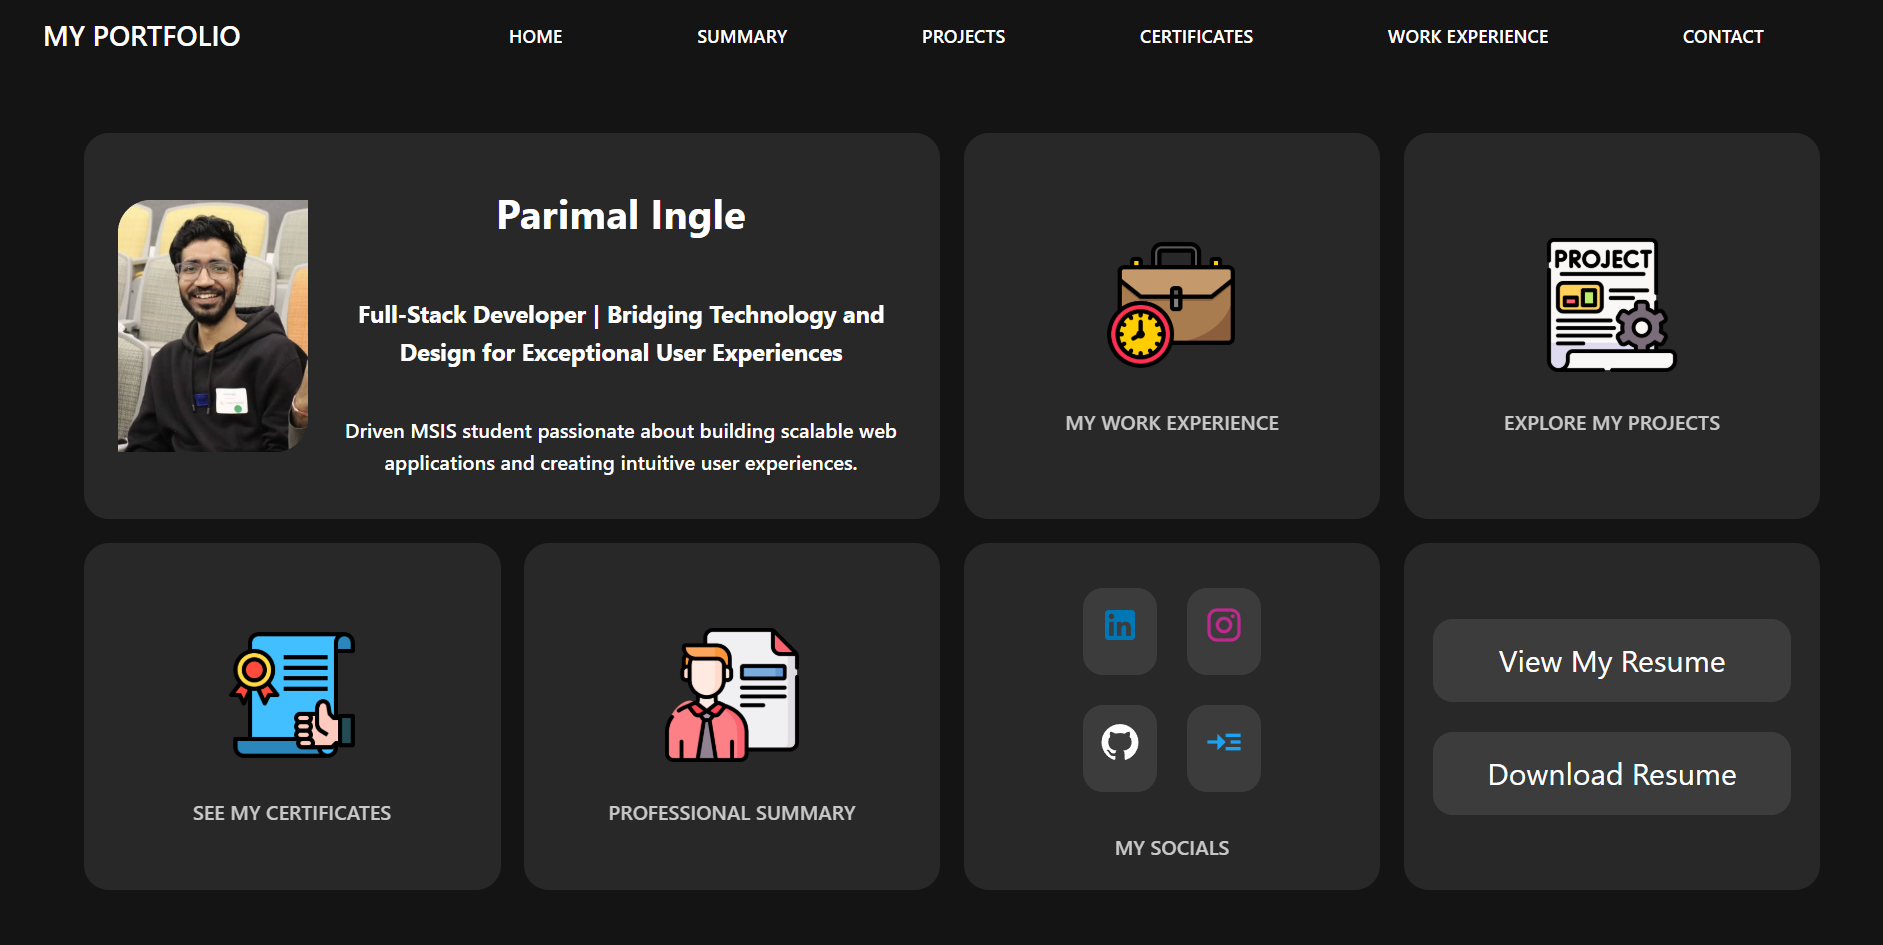 MY PORTFOLIO
HOME
SUMMARY
PROJECTS
CERTIFICATES
WORK EXPERIENCE
CONTACT
Parimal Ingle
Full-Stack Developer | Bridging Technology and
Design for Exceptional User Experiences
Driven MSIS student passionate about building scalable web
applications and creating intuitive user experiences.
MY WORK EXPERIENCE
PROJECT
EXPLORE MY PROJECTS
SEE MY CERTIFICATES
PROFESSIONAL SUMMARY
in
MY SOCIALS
View My Resume
Download Resume